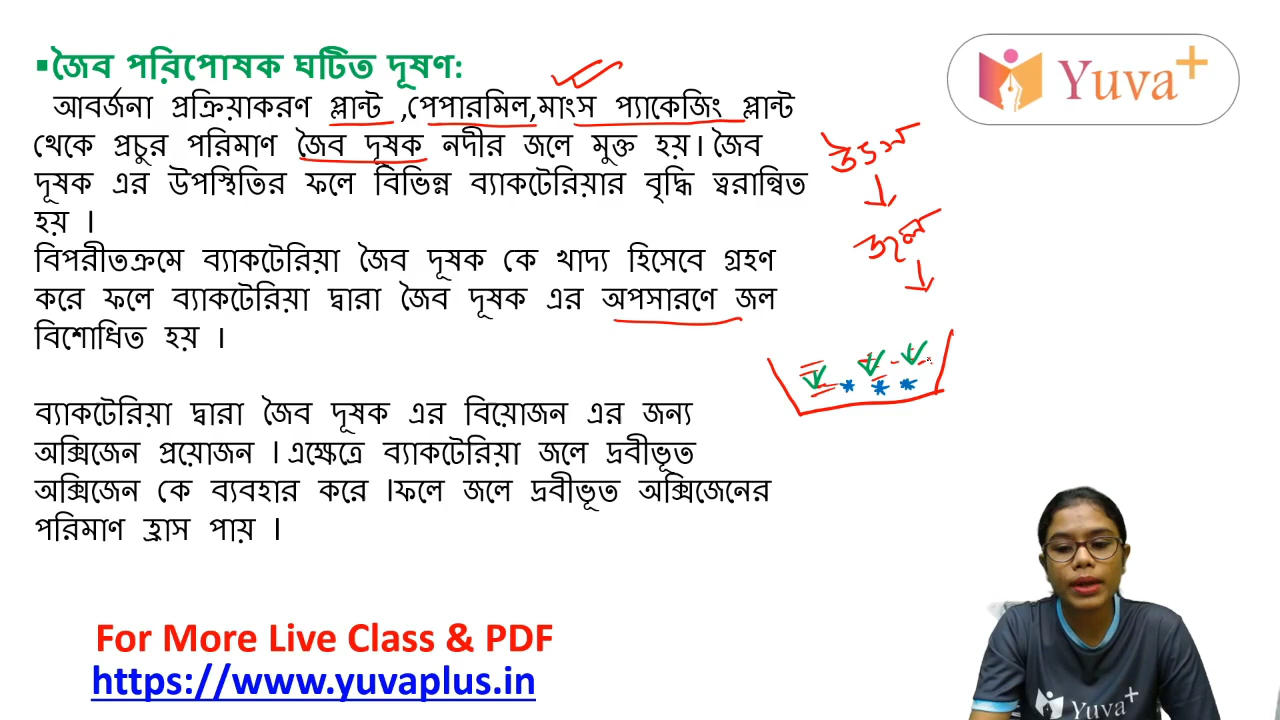 ▪জৈব পরিপোষক ঘটিত দূষণ:
আবর্জনা প্রক্রিয়াকরণ প্লান্ট ,পেপারমিল,মাংস প্যাকেজিং প্লান্ট
থেকে প্রচুর পরিমাণ জৈব দূষক নদীর জলে মুক্ত হয়। জৈব
দূষক এর উপস্থিতির ফলে বিভিন্ন ব্যাকটেরিয়ার বৃদ্ধি ত্বরান্বিত
হয় ।
বিপরীতক্রমে ব্যাকটেরিয়া জৈব দূষক কে খাদ্য হিসেবে গ্রহণ
করে ফলে ব্যাকটেরিয়া দ্বারা জৈব দূষক এর অপসারণে জল
বিশোধিত হয় ।
ব্যাকটেরিয়া দ্বারা জৈব দূষক এর বিয়োজন এর জন্য
অক্সিজেন প্রয়োজন । এক্ষেত্রে ব্যাকটেরিয়া জলে দ্রবীভূত
অক্সিজেন কে ব্যবহার করে ।ফলে জলে দ্রবীভূত অক্সিজেনের
পরিমাণ হ্রাস পায় ।
Yuva+
উৎস
জল
For More Live Class & PDF
https://www.yuvaplus.in
Yuva+